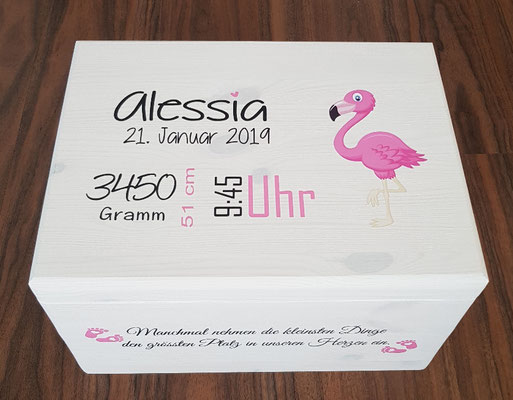 Alessia
21. Januar 2019
3450
Gramm
51 cm
9:45
Uhr
Manchmal nehmen die kleinsten Dinge
den grössten Platz in unseren Herzen ein.